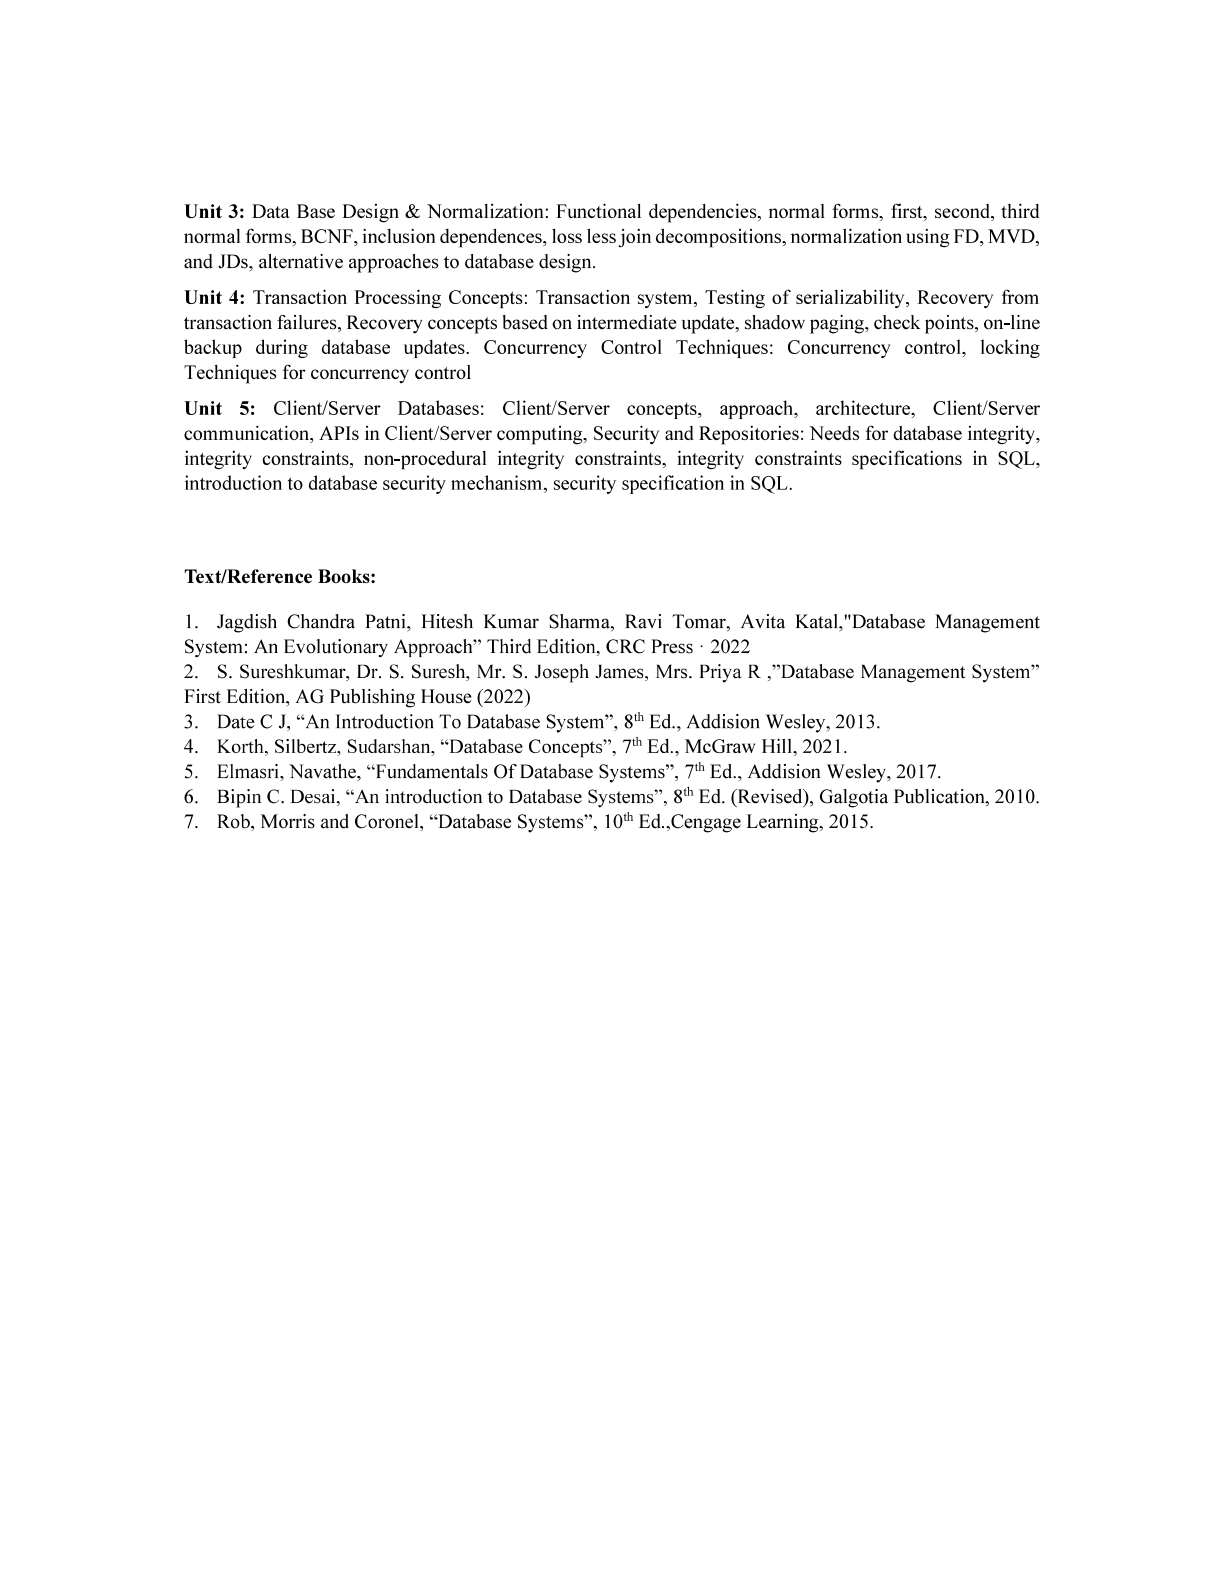 Unit 3: Data Base Design & Normalization: Functional dependencies, normal forms, first, second, third
normal forms, BCNF, inclusion dependences, loss less join decompositions, normalization using FD, MVD,
and JDs, alternative approaches to database design.
Unit 4: Transaction Processing Concepts: Transaction system, Testing of serializability, Recovery from
transaction failures, Recovery concepts based on intermediate update, shadow paging, check points, on-line
backup during database updates. Concurrency Control Techniques: Concurrency control, locking
Techniques for concurrency control
Unit 5: Client/Server Databases: Client/Server concepts, approach, architecture, Client/Server
communication, APIs in Client/Server computing, Security and Repositories: Needs for database integrity,
integrity constraints, non-procedural integrity constraints, integrity constraints specifications in SQL,
introduction to database security mechanism, security specification in SQL.
Text/Reference Books:
1. Jagdish Chandra Patni, Hitesh Kumar Sharma, Ravi Tomar, Avita Katal,"Database Management
System: An Evolutionary Approach” Third Edition, CRC Press · 2022
2. S. Sureshkumar, Dr. S. Suresh, Mr. S. Joseph James, Mrs. Priya R ,”Database Management System”
First Edition, AG Publishing House (2022)
3. Date C J, “An Introduction To Database System”, 8th Ed., Addision Wesley, 2013.
4. Korth, Silbertz, Sudarshan, “Database Concepts”, 7th Ed., McGraw Hill, 2021.
5. Elmasri, Navathe, “Fundamentals Of Database Systems”, 7th Ed., Addision Wesley, 2017.
6. Bipin C. Desai, “An introduction to Database Systems”, 8th Ed. (Revised), Galgotia Publication, 2010.
7. Rob, Morris and Coronel, “Database Systems”, 10th Ed.,Cengage Learning, 2015.